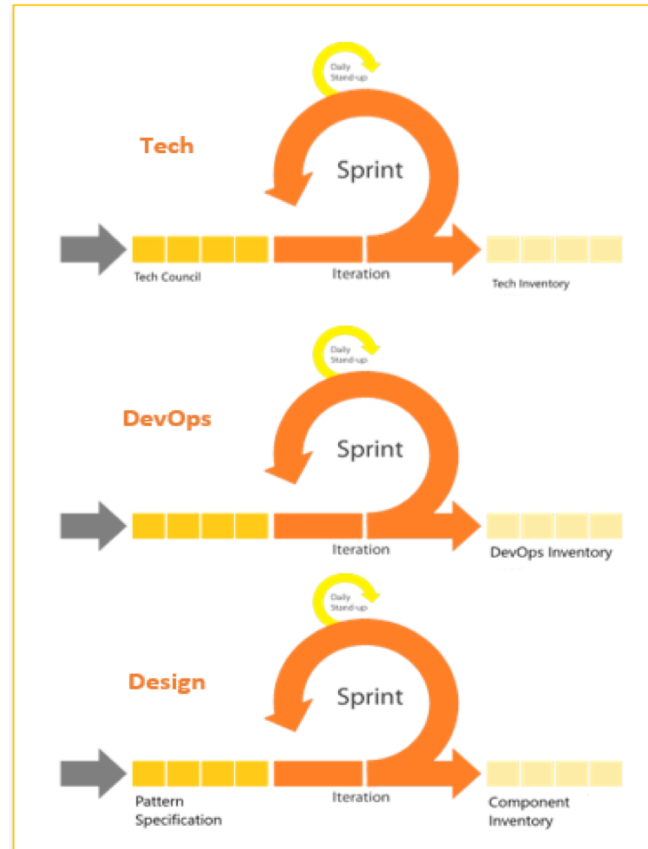 Daily
Stand-up
Tech
Sprint
Tech Council
Iteration
Tech Inventory
Daily
Stand-up
DevOps
Sprint
Iteration
DevOps Inventory
Daily
Stand-up
Design
Sprint
Pattern
Specification
Iteration
Component
Inventory